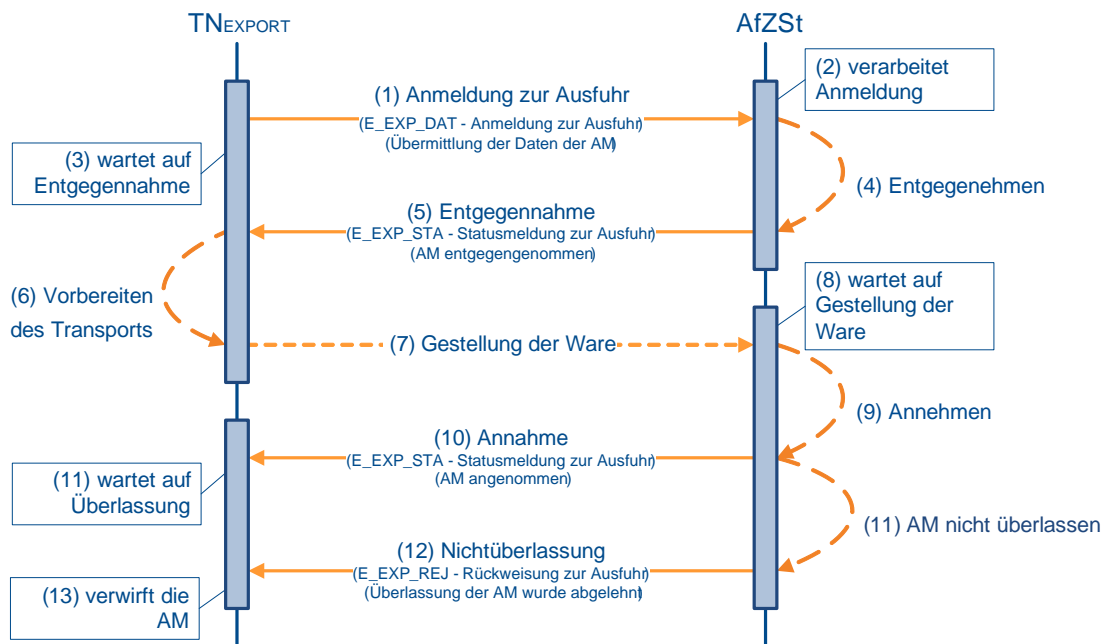 TNEXPORT
AfZSt
(1) Anmeldung zur Ausfuhr
(E_EXP_DAT - Anmeldung zur Ausfuhr)
(Übermittlung der Daten der AM)
(2) verarbeitet
Anmeldung
(3) wartet auf
Entgegennahme
(4) Entgegenehmen
(5) Entgegennahme
(E_EXP_STA - Statusmeldung zur Ausfuhr)
(AM entgegengenommen)
(6) Vorbereiten
des Transports
(7) Gestellung der Ware
(8) wartet auf
Gestellung der
Ware
(9) Annehmen
(10) Annahme
(E_EXP_STA - Statusmeldung zur Ausfuhr)
(AM angenommen)
(11) wartet auf
Überlassung
(11) AM nicht überlassen
(12) Nichtüberlassung
(E_EXP_REJ - Rückweisung zur Ausfuhr)
(Überlassung der AM wurde abgelehnt)
(13) verwirft die
AM